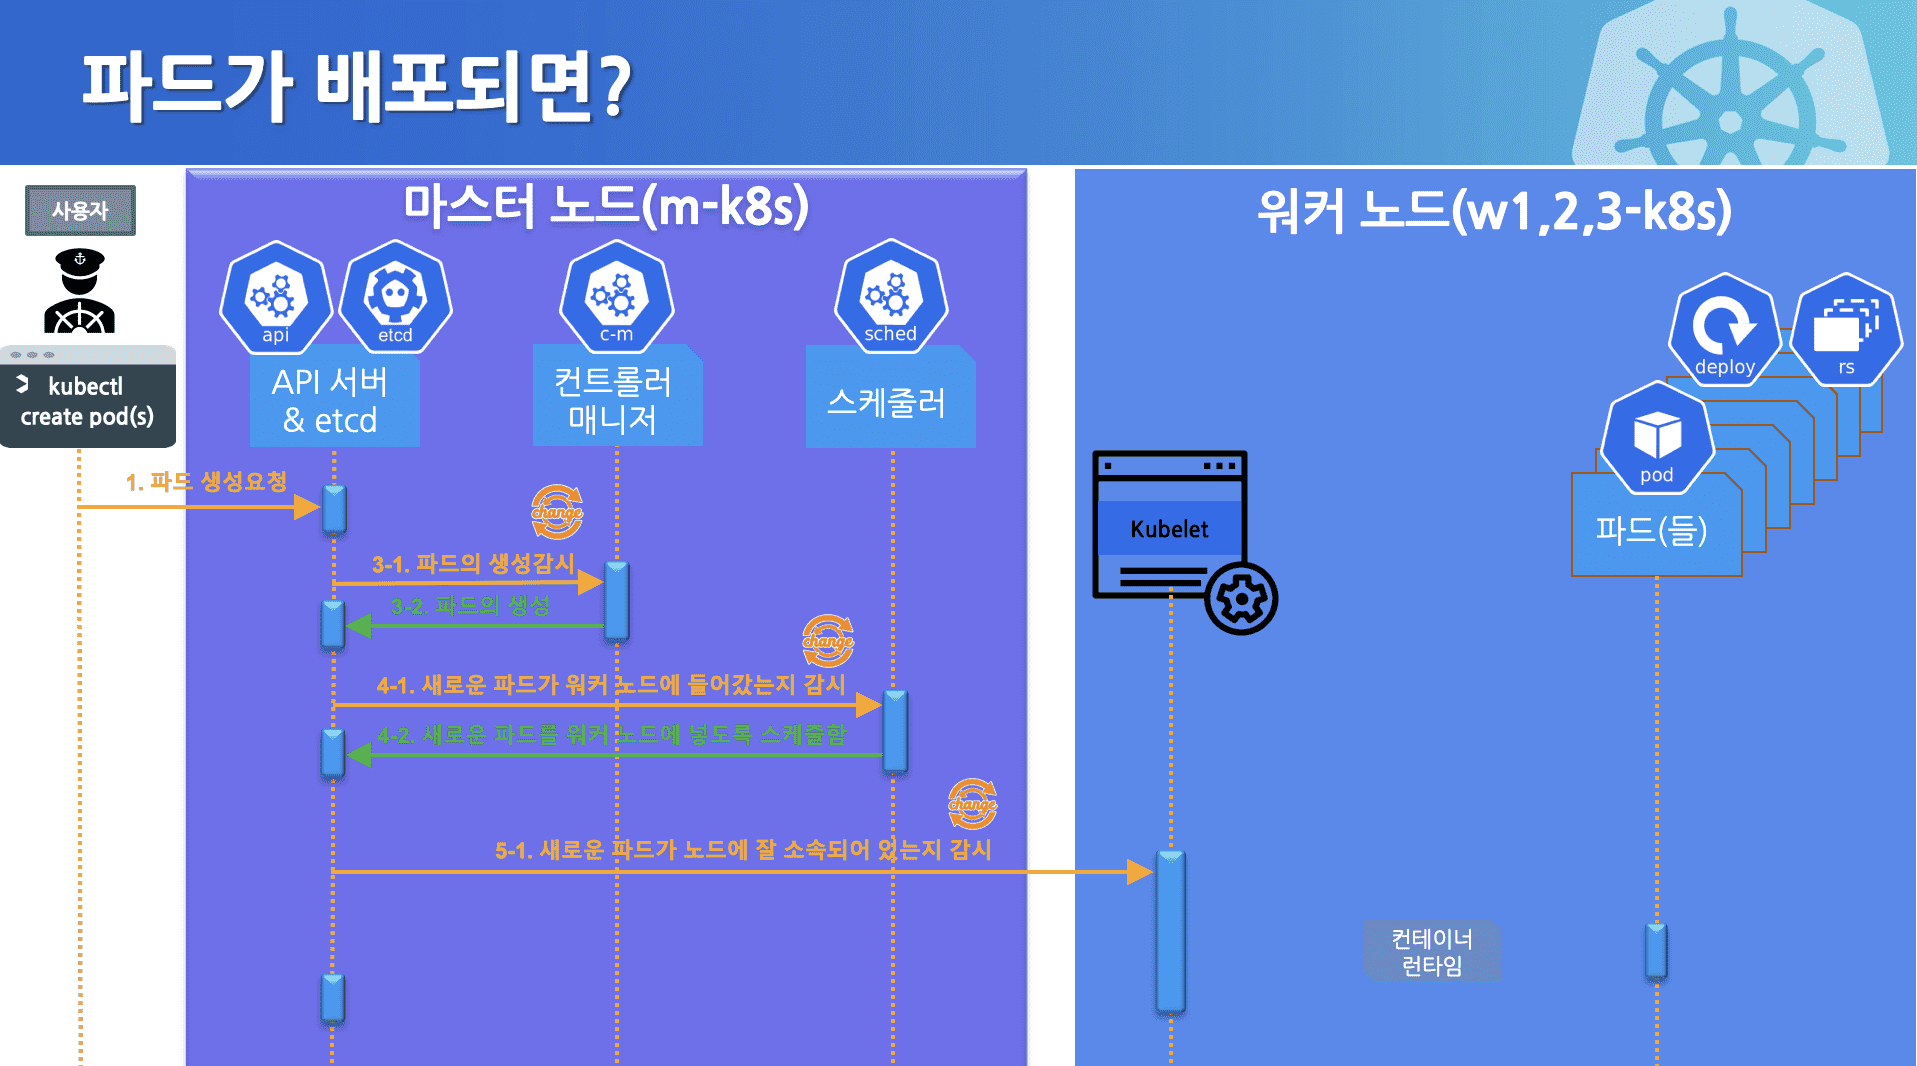 파드가 배포되면?
사용자
kubectl
create pod(s)
마스터 노드(m-k8s)
api
etcd
c-m
sched
API 서버
& etcd
컨트롤러
매니저
스케줄러
워커 노드(w1,2,3-k8s)
deploy
rs
pod
파드(들)
Kubelet
1. 파드 생성요청
change
3-1. 파드의 생성감시
3-2. 파드의 생성
change
4-1. 새로운 파드가 워커 노드에 들어갔는지 감시
4-2. 새로운 파드를 워커 노드에 넣도록 스케줄함
change
5-1. 새로운 파드가 노드에 잘 소속되어 있는지 감시
컨테이너
런타임